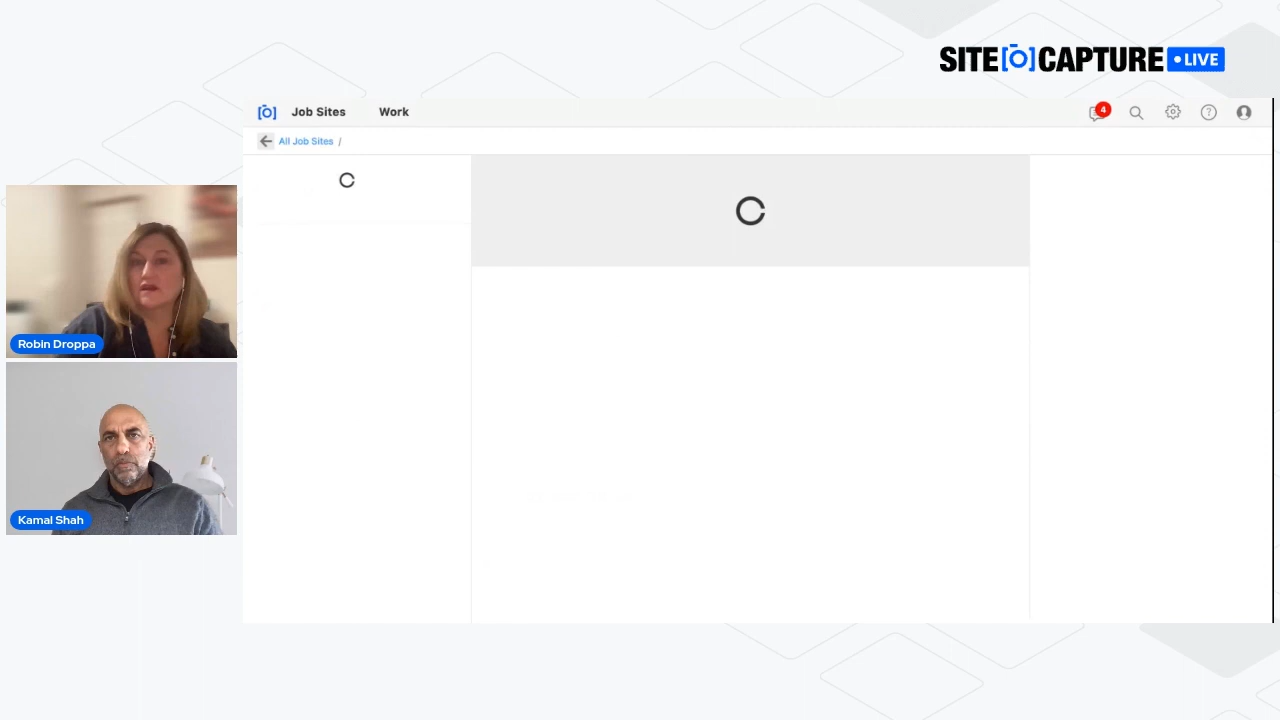 SITE[O]CAPTURE • LIVE
Job Sites Work 4 ?
All Job Sites /
Robin Droppa
Kamal Shah